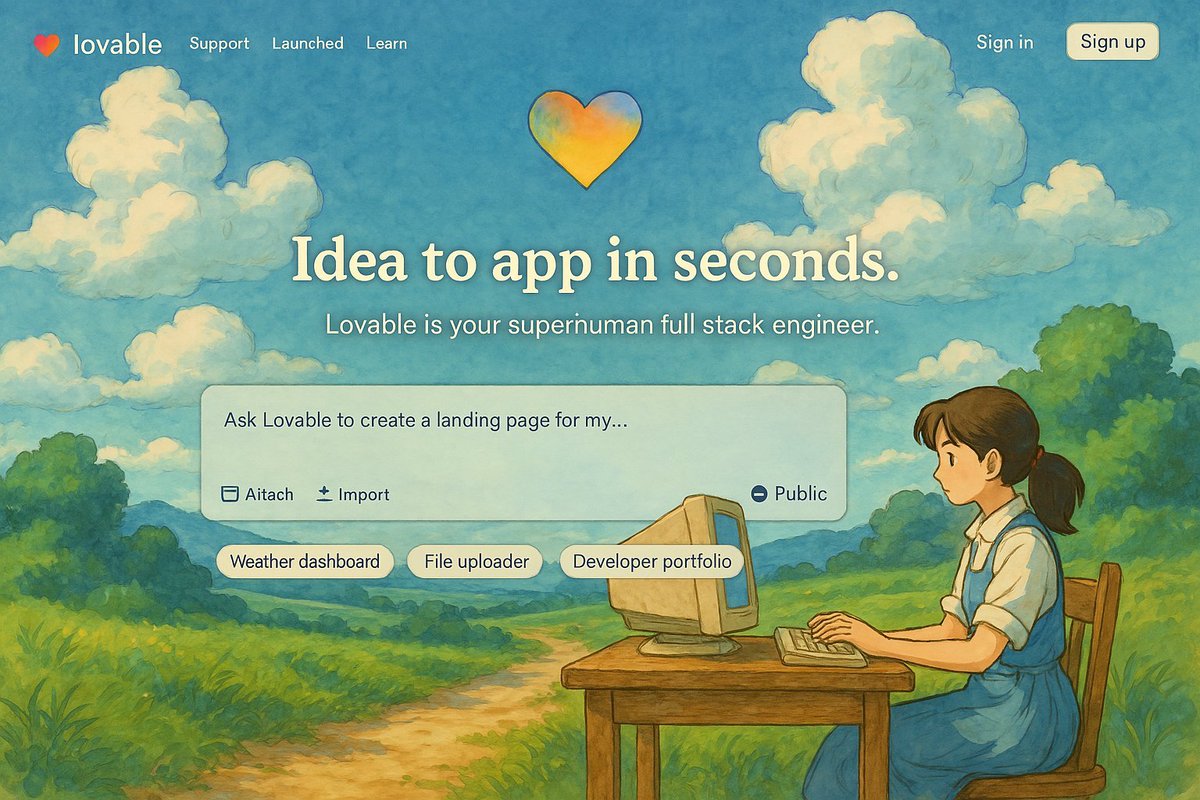 lovable Support Launched Learn Sign in Sign up
Idea to app in seconds.
Lovable is your superhuman full stack engineer.
Ask Lovable to create a landing page for my...
Aitach Import Public
Weather dashboard File uploader Developer portfolio